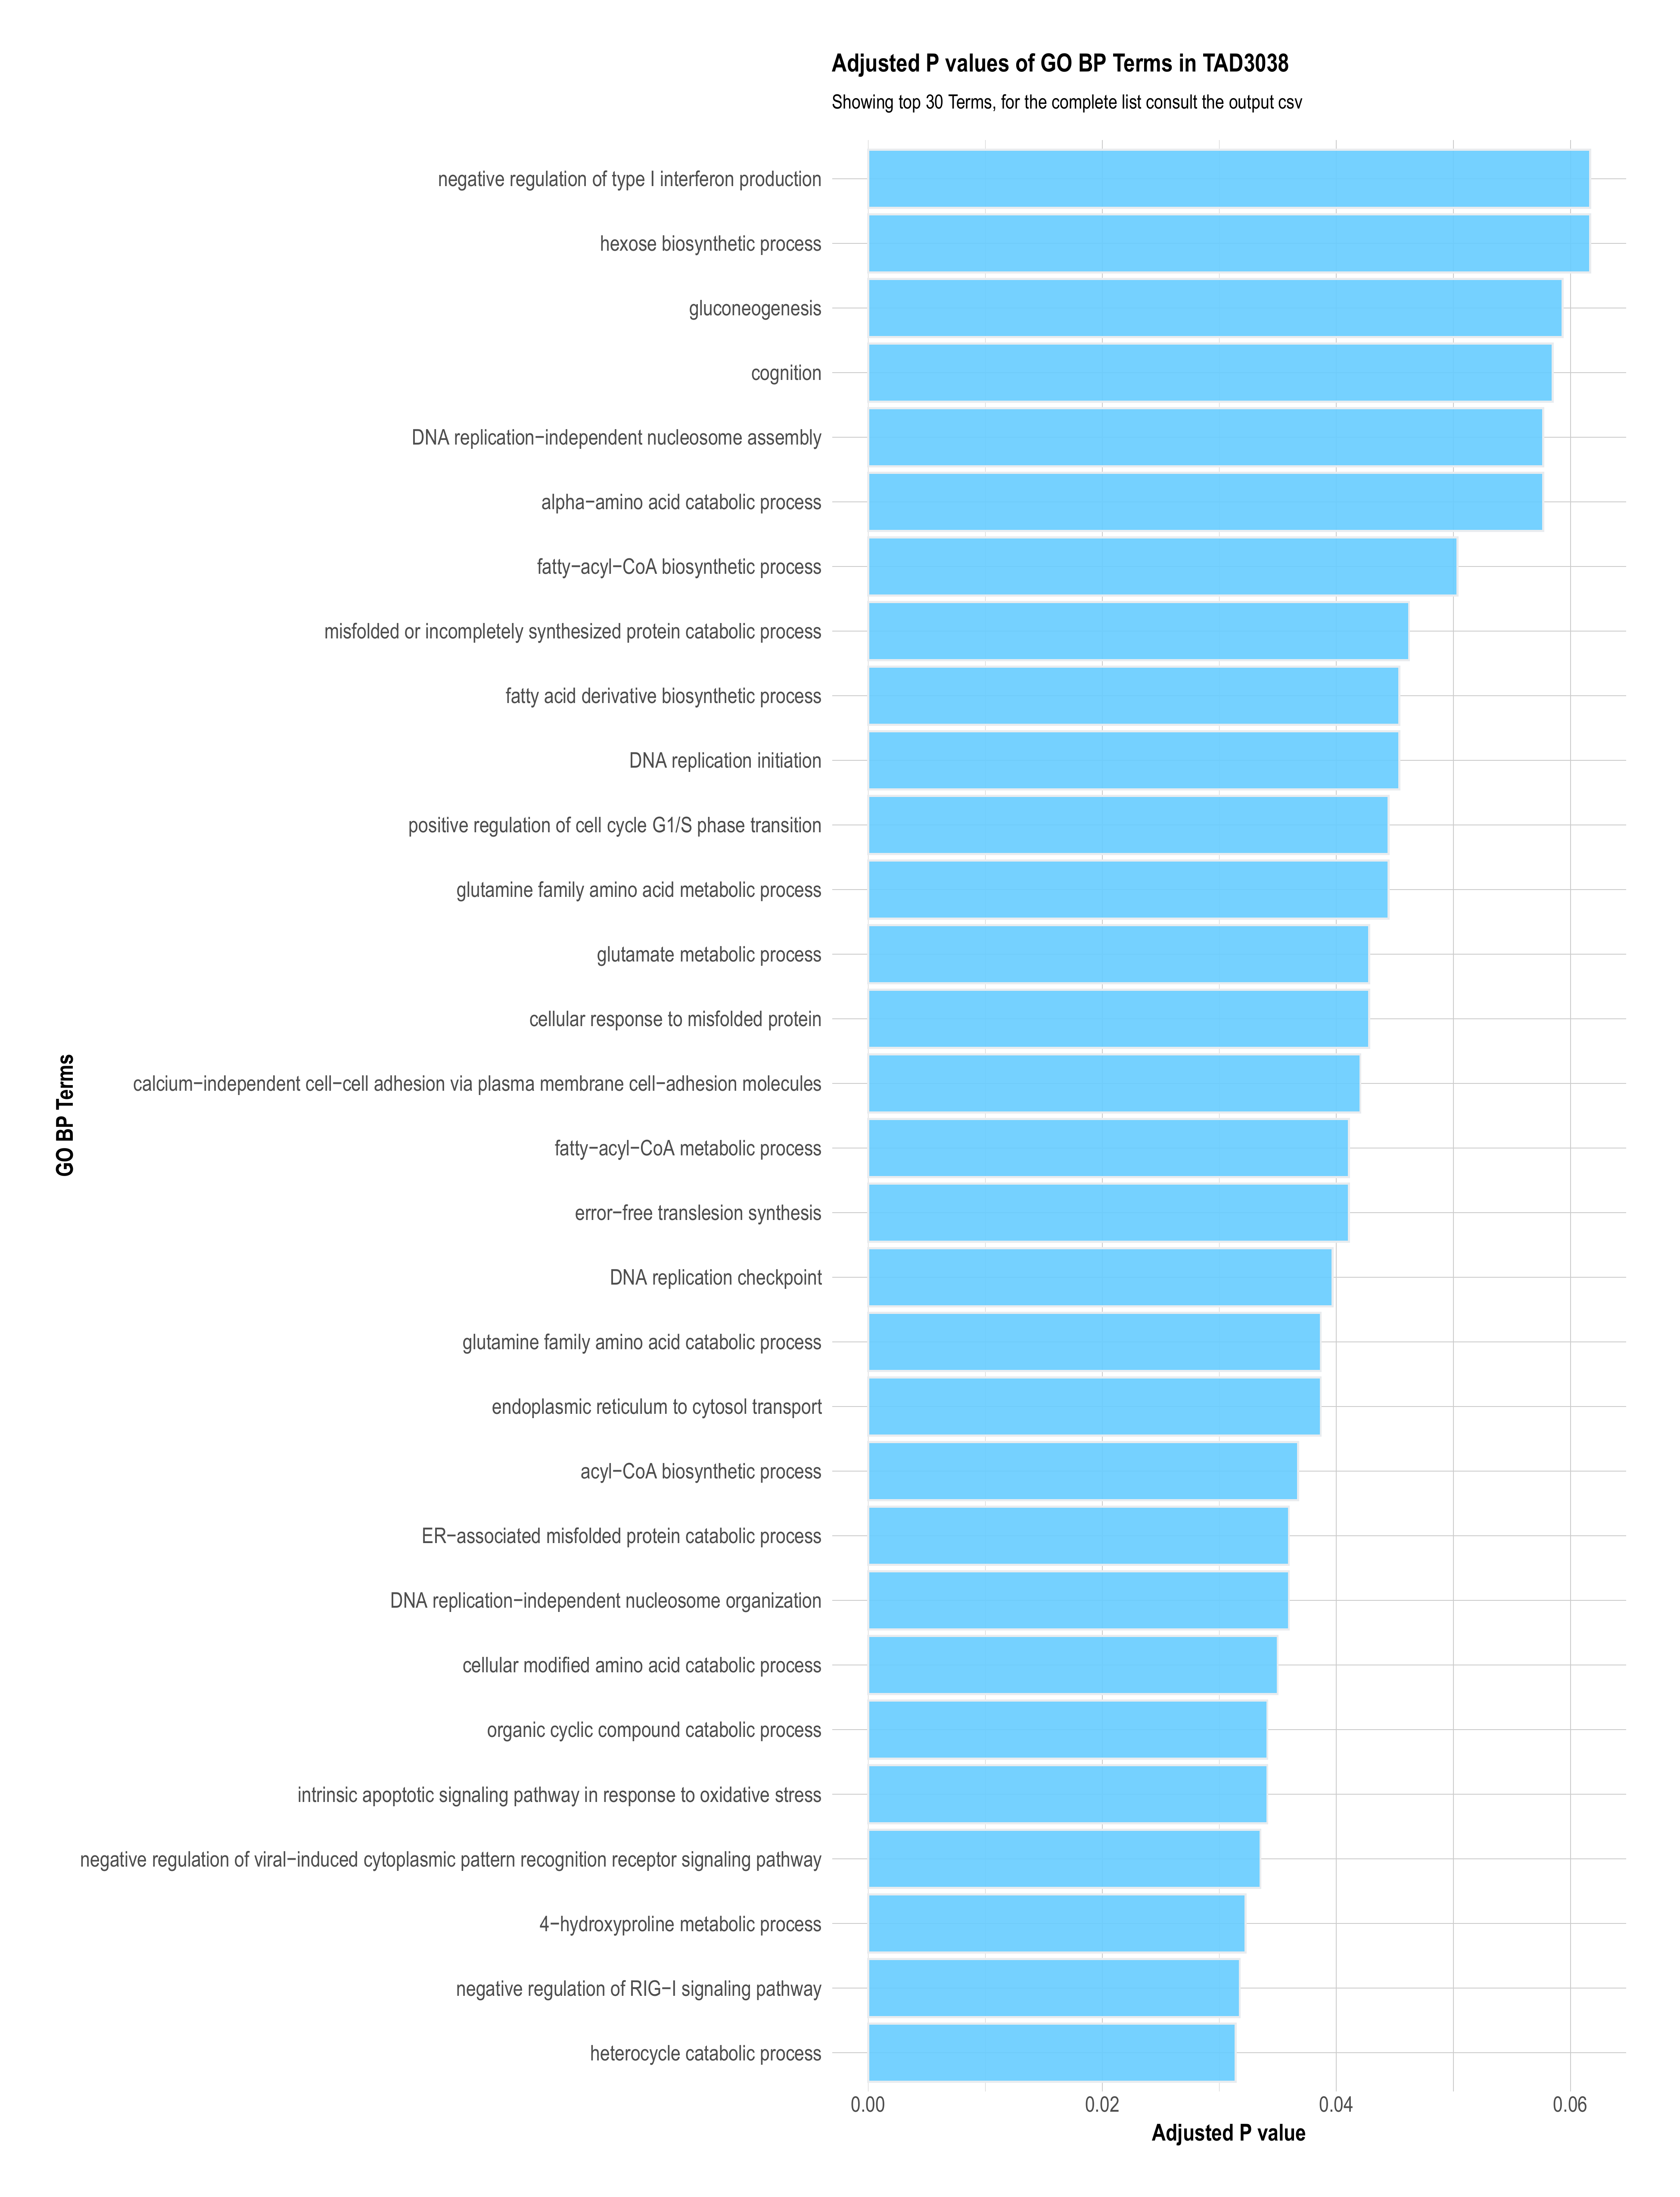 Adjusted P values of GO BP Terms in TAD3038
Showing top 30 Terms, for the complete list consult the output csv
negative regulation of type I interferon production
hexose biosynthetic process
gluconeogenesis
cognition
DNA replication−independent nucleosome assembly
alpha−amino acid catabolic process
fatty−acyl−CoA biosynthetic process
misfolded or incompletely synthesized protein catabolic process
fatty acid derivative biosynthetic process
DNA replication initiation
positive regulation of cell cycle G1/S phase transition
glutamine family amino acid metabolic process
glutamate metabolic process
cellular response to misfolded protein
calcium−independent cell−cell adhesion via plasma membrane cell−adhesion molecules
fatty−acyl−CoA metabolic process
error−free translesion synthesis
DNA replication checkpoint
glutamine family amino acid catabolic process
endoplasmic reticulum to cytosol transport
acyl−CoA biosynthetic process
ER−associated misfolded protein catabolic process
DNA replication−independent nucleosome organization
cellular modified amino acid catabolic process
organic cyclic compound catabolic process
intrinsic apoptotic signaling pathway in response to oxidative stress
negative regulation of viral−induced cytoplasmic pattern recognition receptor signaling pathway
4−hydroxyproline metabolic process
negative regulation of RIG−I signaling pathway
heterocycle catabolic process
GO BP Terms
0.00 0.02 0.04 0.06
Adjusted P value